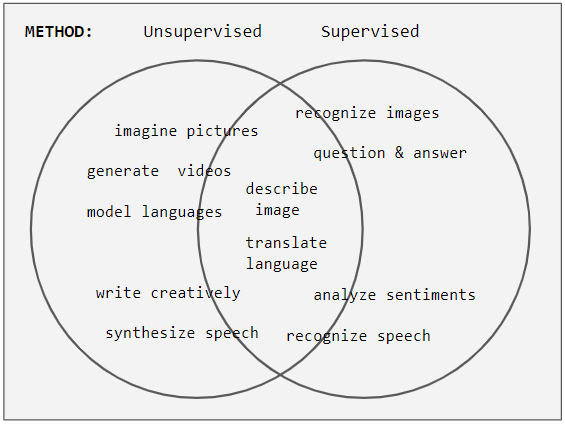 METHOD: Unsupervised Supervised
recognize images
imagine pictures
question & answer
generate videos
describe
image
model languages
translate
language
write creatively
analyze sentiments
synthesize speech
recognize speech